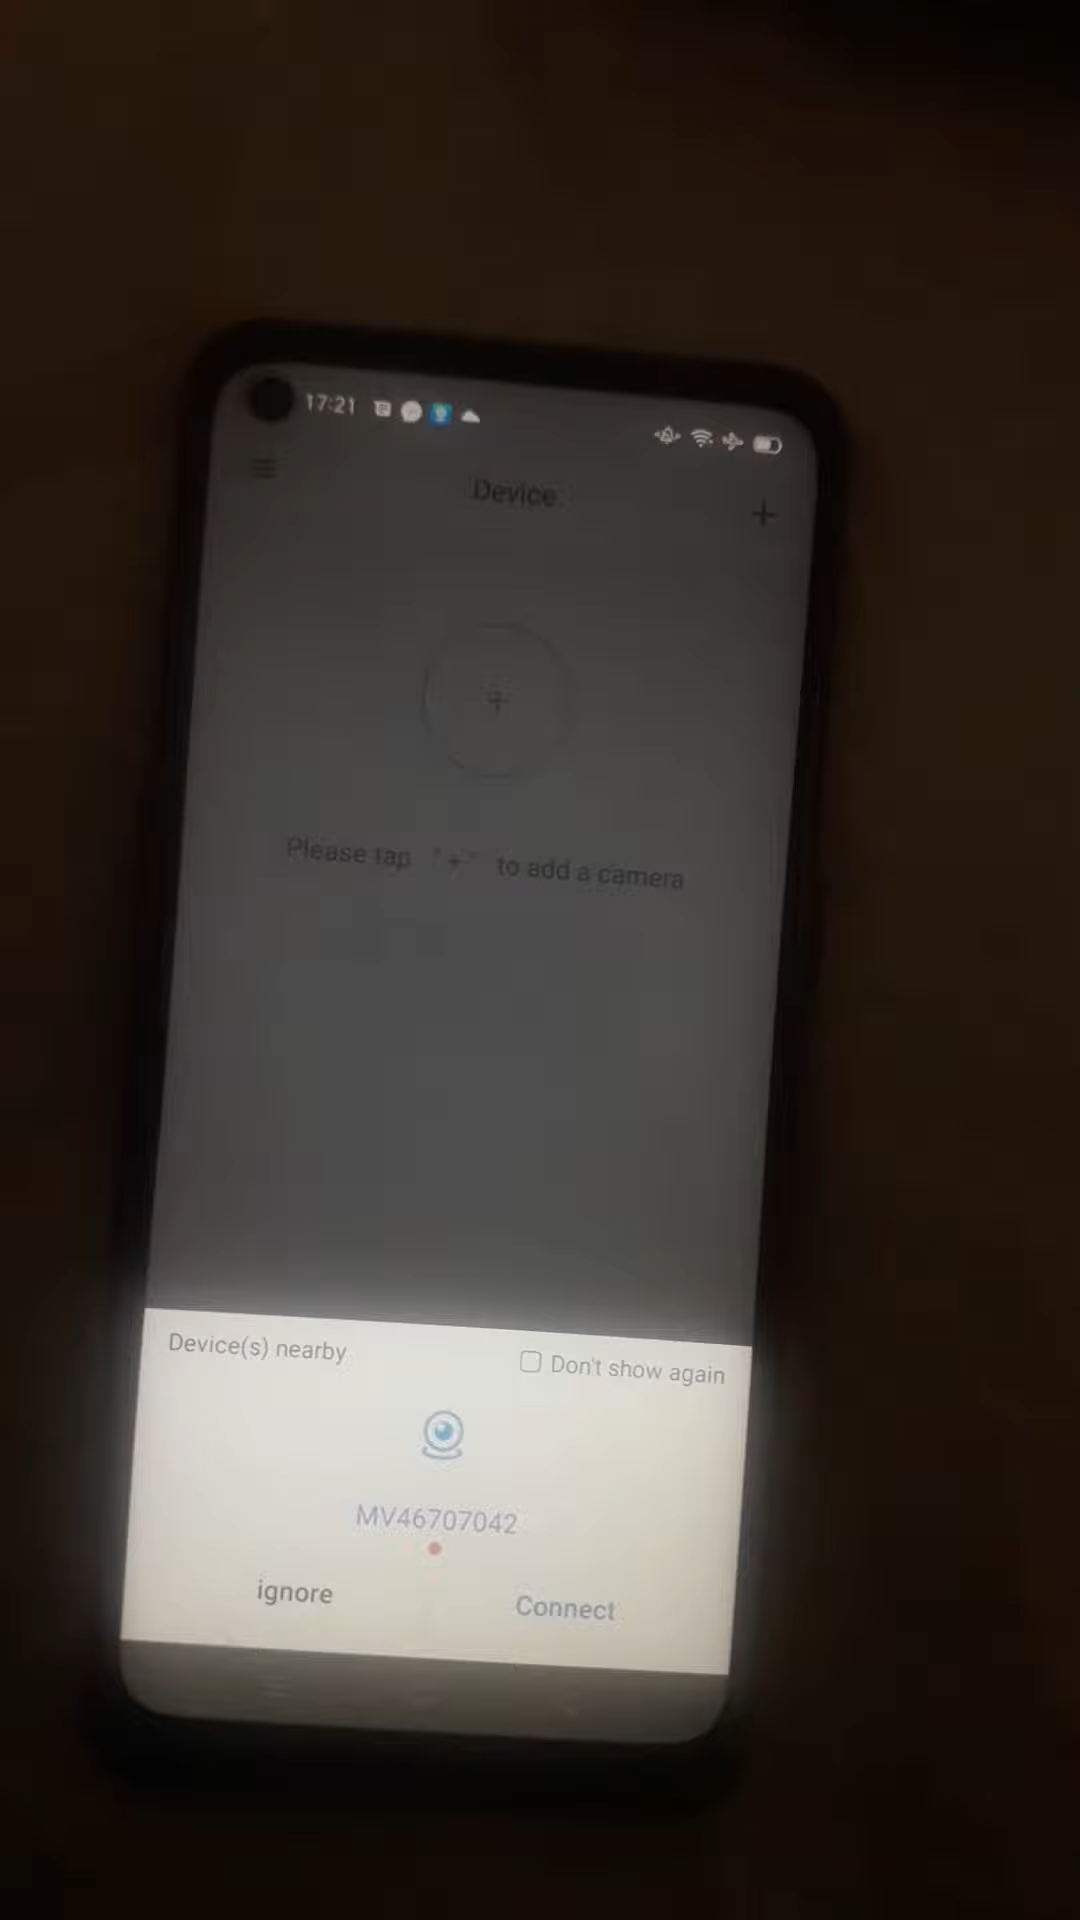 17:21
Device
+
+
Please tap "+" to add a camera
Device(s) nearby
Don't show again
MV46707042
ignore
Connect